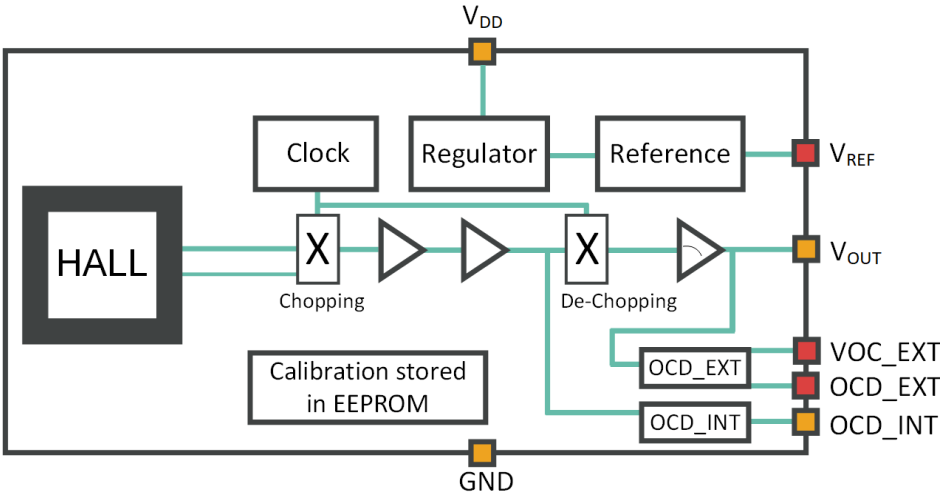 VDD
Clock
Regulator
Reference
VREF
HALL
X
X
VOUT
Chopping
De-Chopping
VOC_EXT
OCD_EXT
OCD_EXT
Calibration stored
in EEPROM
OCD_INT
OCD_INT
GND